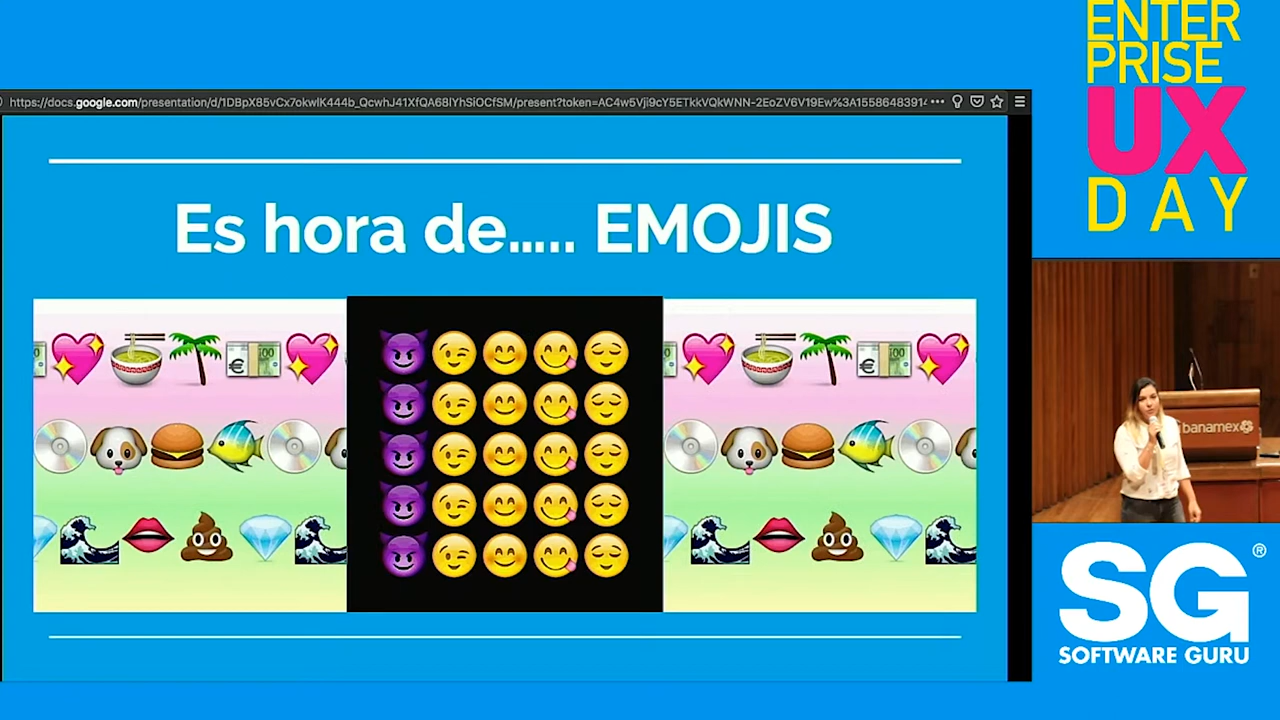 https://docs.google.com/presentation/d/1DBpX85vCx7okwlK444b_QcwhJ41XfQA68lYhSiOCfSM/present?token=AC4w5Vji9cY5ETkkVQkWNN-2EoZV6V19Ew%3A15586483914
Es hora de….. EMOJIS
ENTER
PRISE
UX
DAY
banamex
SG®
SOFTWARE GURU